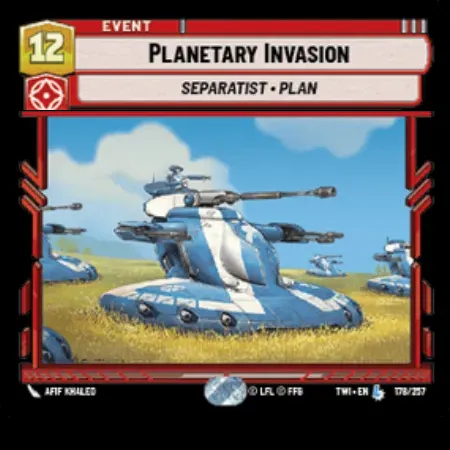 EVENT
12
PLANETARY INVASION
SEPARATIST • PLAN
AFIF KHALED
© LFL © FFG
TWI • EN
178/257